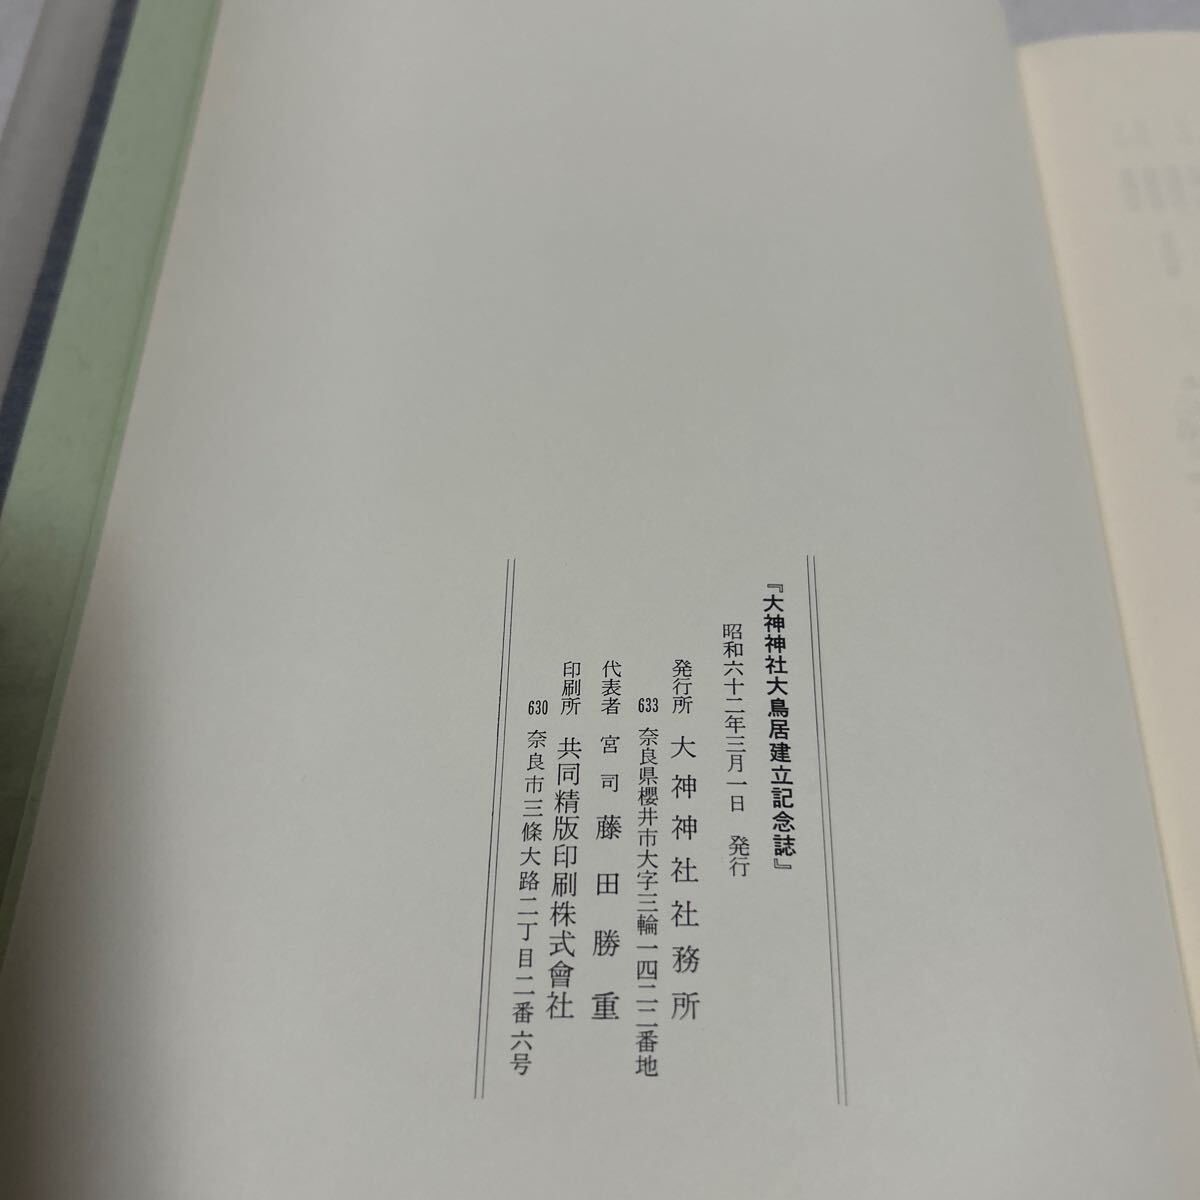 『大神神社大鳥居建立記念誌』
昭和六十二年三月一日 発行
発行所 大神神社社務所
633 奈良県櫻井市大字三輪一四二二番地
代表者 宮司 藤田勝重
印刷所 共同精版印刷株式會社
630 奈良市三條大路二丁目二番六号